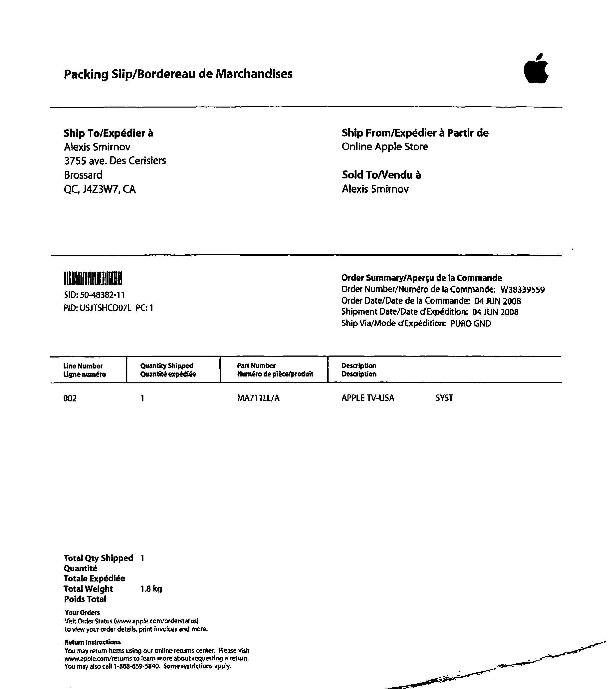 Packing Slip/Bordereau de Marchandises
Ship To/Expédier à
Alexis Smirnov
3755 ave. Des Cerisiers
Brossard
QC, J4Z3W7, CA
Ship From/Expédier à Partir de
Online Apple Store
Sold To/Vendu à
Alexis Smirnov
SID: 50-48382-11
PID: USJTSHCD07L PC: 1
Order Summary/Aperçu de la Commande
Order Number/Numéro de la Commande: W38339559
Order Date/Date de la Commande: 04 JUN 2008
Shipment Date/Date d'Expédition: 04 JUN 2008
Ship Via/Mode d'Expédition: PURO GND
Line Number Quantity Shipped Part Number Description
Ligne numéro Quantité expédiée Numéro de pièce/produit Description
002 1 MA711LL/A APPLE TV-USA SYST
Total Qty Shipped 1
Quantité
Totale Expédiée
Total Weight 1.8 kg
Poids Total
Your Orders
Visit Order Status (www.apple.com/orderstatus)
to view your order details, print invoices and more.
Return Instructions
You may return items using our online returns center. Please visit
www.apple.com/returns to learn more about requesting a return.
You may also call 1-888-659-5840. Some restrictions apply.